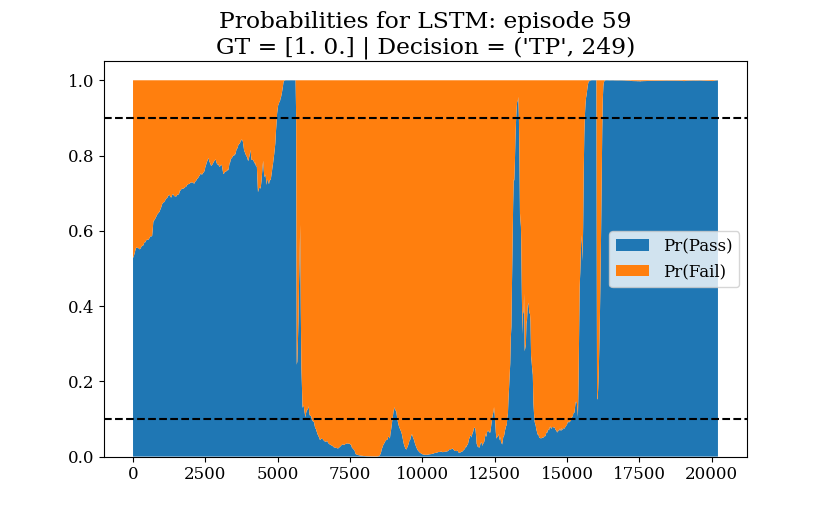 Probabilities for LSTM: episode 59
GT = [1. 0.] | Decision = ('TP', 249)
1.0
0.8
0.6
0.4
0.2
0.0
Pr(Pass)
Pr(Fail)
0 2500 5000 7500 10000 12500 15000 17500 20000